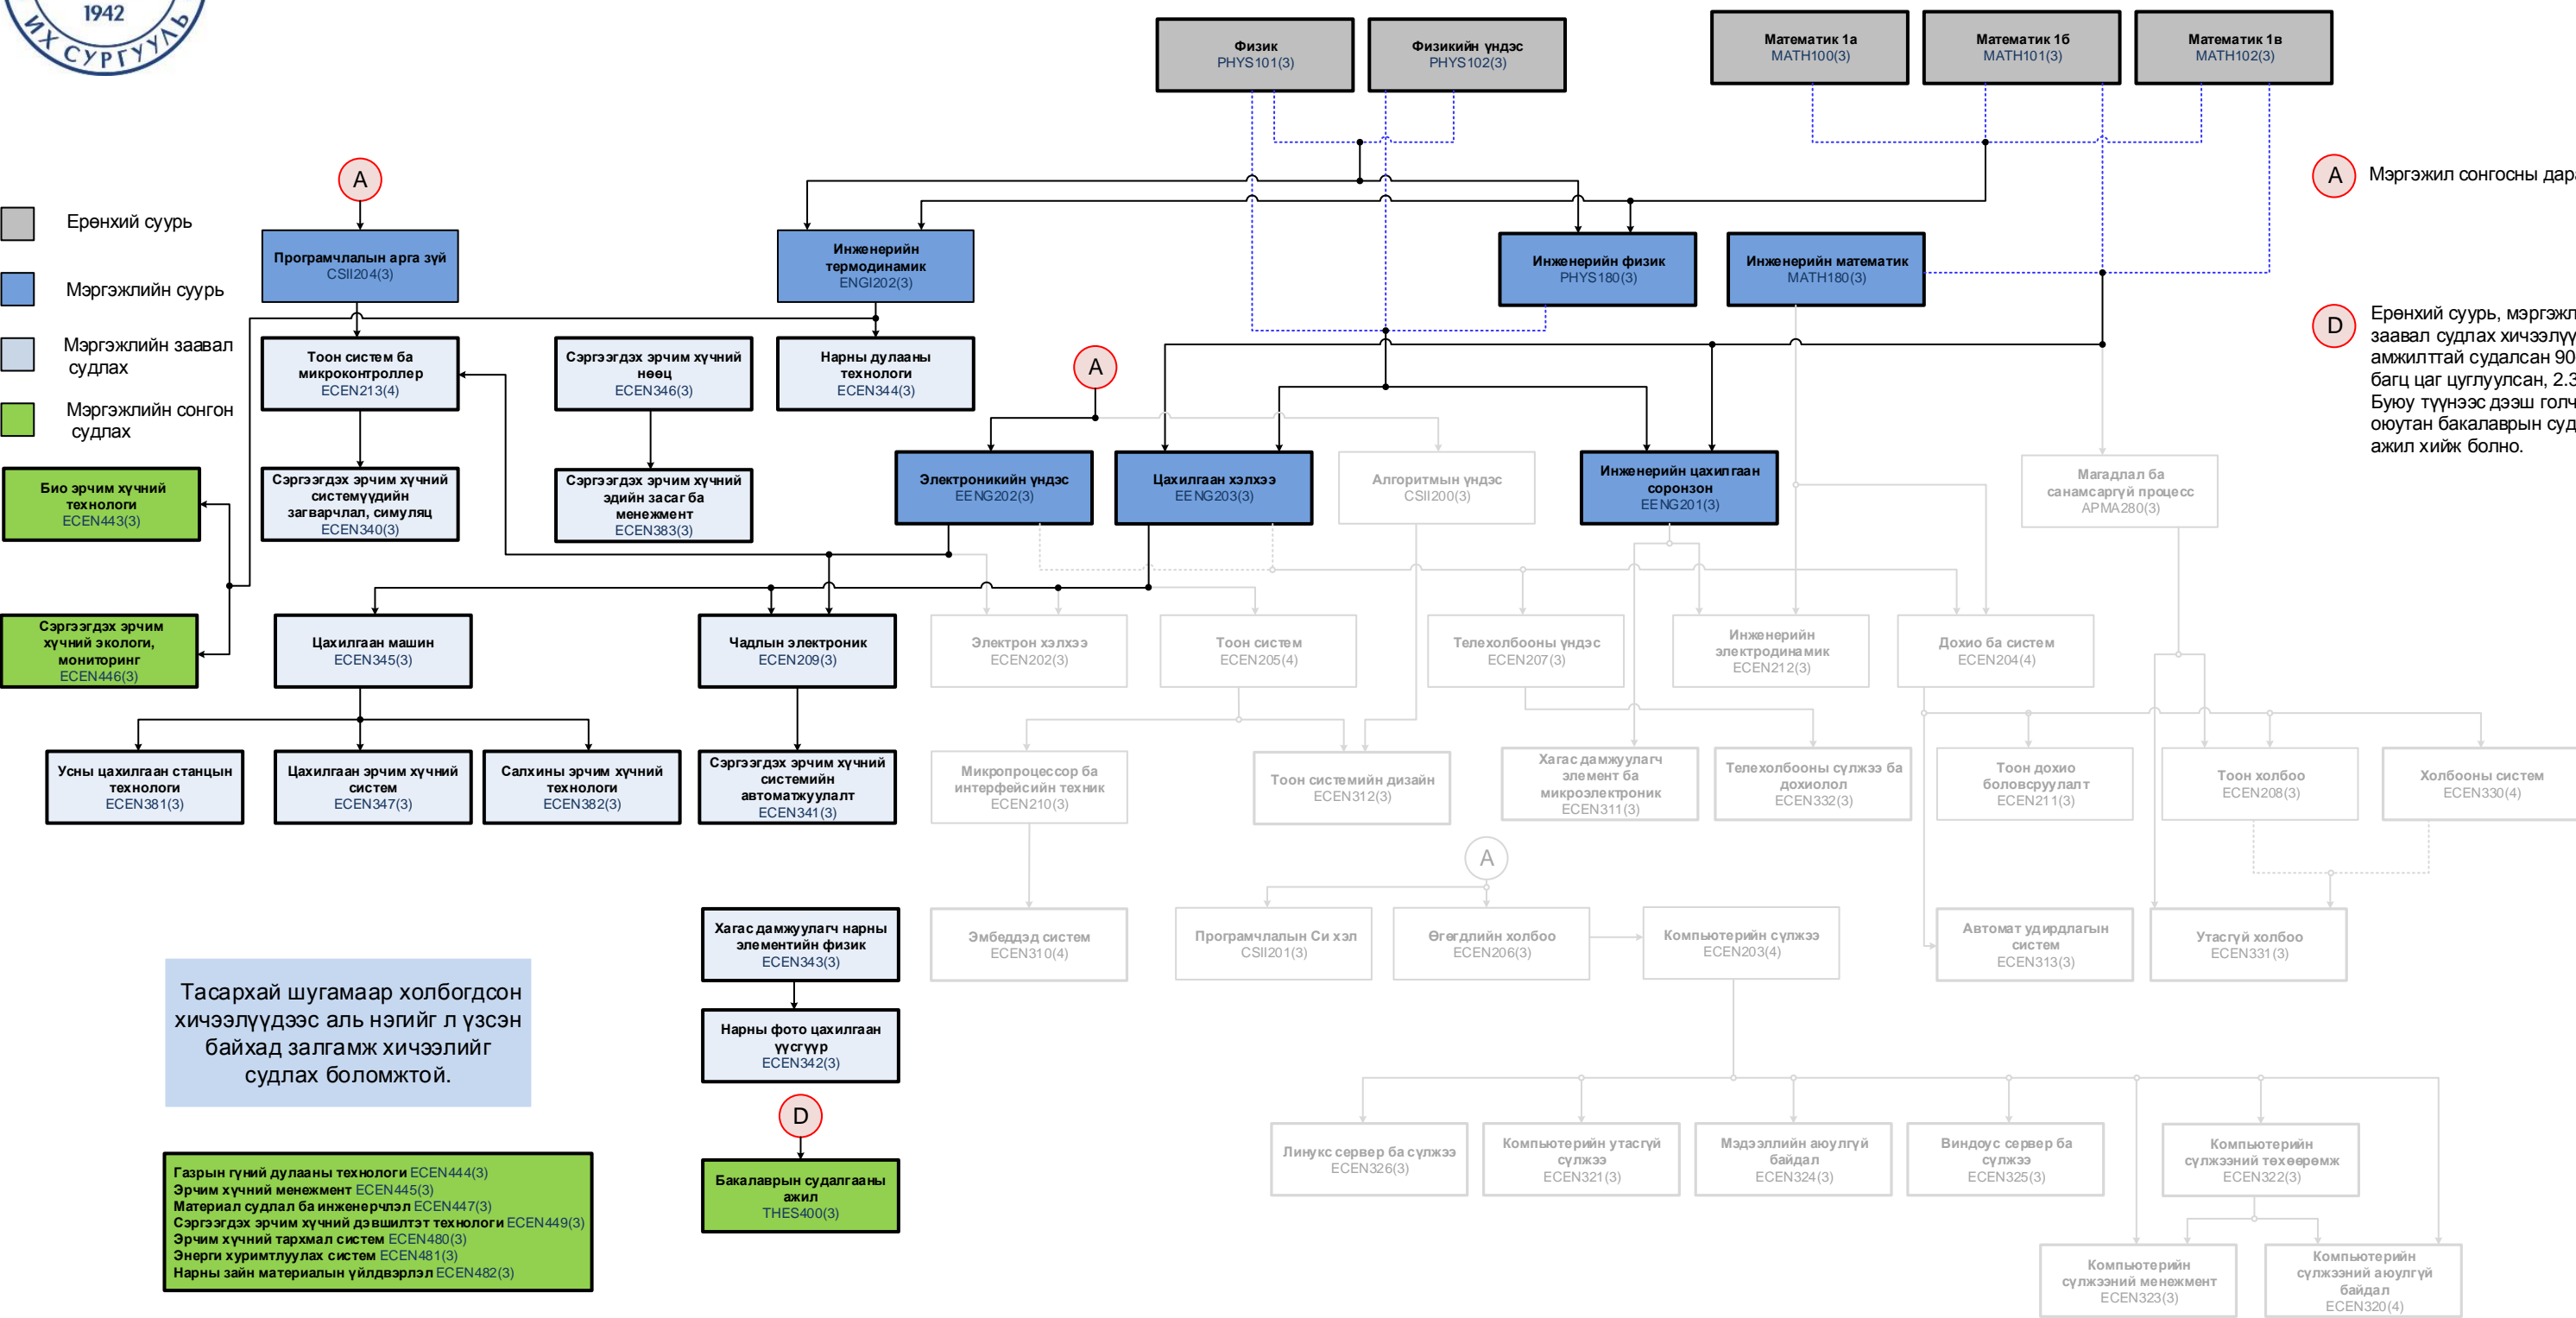 1942
ИХ СУРГУУЛЬ
Физик
PHYS101(3)
Физикийн үндэс
PHYS102(3)
Математик 1а
MATH100(3)
Математик 1б
MATH101(3)
Математик 1в
MATH102(3)
A
A
Мэргэжил сонгосны дара
Ерөнхий суурь
Мэргэжлийн суурь
Мэргэжлийн заавал
судлах
Мэргэжлийн сонгон
судлах
Програмчлалын арга зүй
CSII204(3)
Инженерийн
термодинамик
ENGI202(3)
Инженерийн физик
PHYS180(3)
Инженерийн математик
MATH180(3)
D
Ерөнхий суурь, мэргэжл
заавал судлах хичээлүү
амжилттай судалсан 90
багц цаг цуглуулсан, 2.3
Буюу түүнээс дээш голч
оюутан бакалаврын суд
ажил хийж болно.
Тоон систем ба
микроконтроллер
ECEN213(4)
Сэргээгдэх эрчим хүчний
нөөц
ECEN346(3)
Нарны дулааны
технологи
ECEN344(3)
A
Био эрчим хүчний
технологи
ECEN443(3)
Сэргээгдэх эрчим хүчний
системүүдийн
загварчлал, симуляц
ECEN340(3)
Сэргээгдэх эрчим хүчний
эдийн засаг ба
менежмент
ECEN383(3)
Электроникийн үндэс
EENG202(3)
Цахилгаан хэлхээ
EENG203(3)
Алгоритмын үндэс
CSII200(3)
Инженерийн цахилгаан
соронзон
EENG201(3)
Магадлал ба
санамсаргүй процесс
APMA280(3)
Сэргээгдэх эрчим
хүчний экологи,
мониторинг
ECEN446(3)
Цахилгаан машин
ECEN345(3)
Чадлын электроник
ECEN209(3)
Электрон хэлхээ
ECEN202(3)
Тоон систем
ECEN205(4)
Телехолбооны үндэс
ECEN207(3)
Инженерийн
электродинамик
ECEN212(3)
Дохио ба систем
ECEN204(4)
Усны цахилгаан станцын
технологи
ECEN381(3)
Цахилгаан эрчим хүчний
систем
ECEN347(3)
Салхины эрчим хүчний
технологи
ECEN382(3)
Сэргээгдэх эрчим хүчний
системийн
автоматжуулалт
ECEN341(3)
Микропроцессор ба
интерфейсийн техник
ECEN210(3)
Тоон системийн дизайн
ECEN312(3)
Хагас дамжуулагч
элемент ба
микроэлектроник
ECEN311(3)
Телехолбооны сүлжээ ба
дохиолол
ECEN332(3)
Тоон дохио
боловсруулалт
ECEN211(3)
Тоон холбоо
ECEN208(3)
Холбооны систем
ECEN330(4)
A
Хагас дамжуулагч нарны
элементийн физик
ECEN343(3)
Эмбеддэд систем
ECEN310(4)
Програмчлалын Си хэл
CSII201(3)
Өгөгдлийн холбоо
ECEN206(3)
Компьютерийн сүлжээ
ECEN203(4)
Автомат удирдлагын
систем
ECEN313(3)
Утасгүй холбоо
ECEN331(3)
Тасархай шугамаар холбогдсон
хичээлүүдээс аль нэгийг л үзсэн
байхад залгамж хичээлийг
судлах боломжтой.
Нарны фото цахилгаан
үүсгүүр
ECEN342(3)
D
Бакалаврын судалгааны
ажил
THES400(3)
Линукс сервер ба сүлжээ
ECEN326(3)
Компьютерийн утасгүй
сүлжээ
ECEN321(3)
Мэдээллийн аюулгүй
байдал
ECEN324(3)
Виндоус сервер ба
сүлжээ
ECEN325(3)
Компьютерийн
сүлжээний төхөөрөмж
ECEN322(3)
Газрын гүний дулааны технологи ECEN444(3)
Эрчим хүчний менежмент ECEN445(3)
Материал судлал ба инженерчлэл ECEN447(3)
Сэргээгдэх эрчим хүчний дэвшилтэт технологи ECEN449(3)
Эрчим хүчний тархмал систем ECEN480(3)
Энерги хуримтлуулах систем ECEN481(3)
Нарны зайн материалын үйлдвэрлэл ECEN482(3)
Компьютерийн
сүлжээний менежмент
ECEN323(3)
Компьютерийн
сүлжээний аюулгүй
байдал
ECEN320(4)